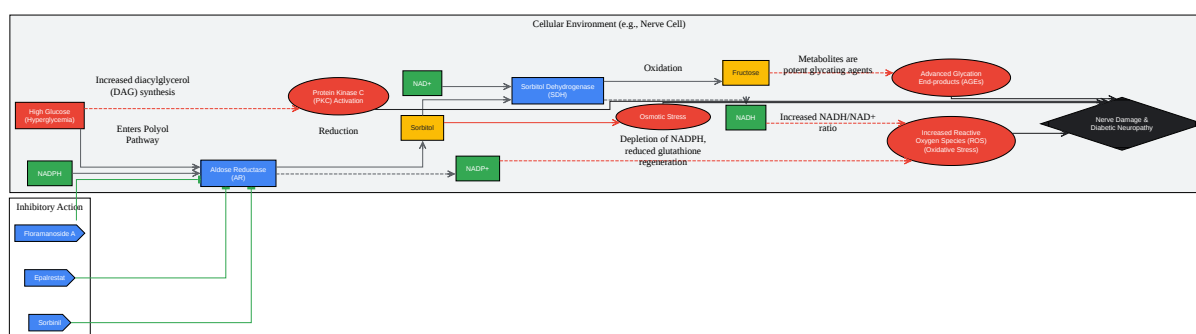 Cellular Environment (e.g., Nerve Cell)
Increased diacylglycerol
(DAG) synthesis
High Glucose
(Hyperglycemia)
Enters Polyol
Pathway
NADPH
Aldose Reductase
(AR)
Protein Kinase C
(PKC) Activation
Reduction
NAD+
Sorbitol
NADP+
Sorbitol Dehydrogenase
(SDH)
Oxidation
Osmotic Stress
Depletion of NADPH,
reduced glutathione
regeneration
Fructose
NADH
Metabolites are
potent glycating agents
Increased NADH/NAD+
ratio
Advanced Glycation
End-products (AGEs)
Increased Reactive
Oxygen Species (ROS)
(Oxidative Stress)
Nerve Damage &
Diabetic Neuropathy
Inhibitory Action
Floramanoside A
Epalrestat
Sorbinil